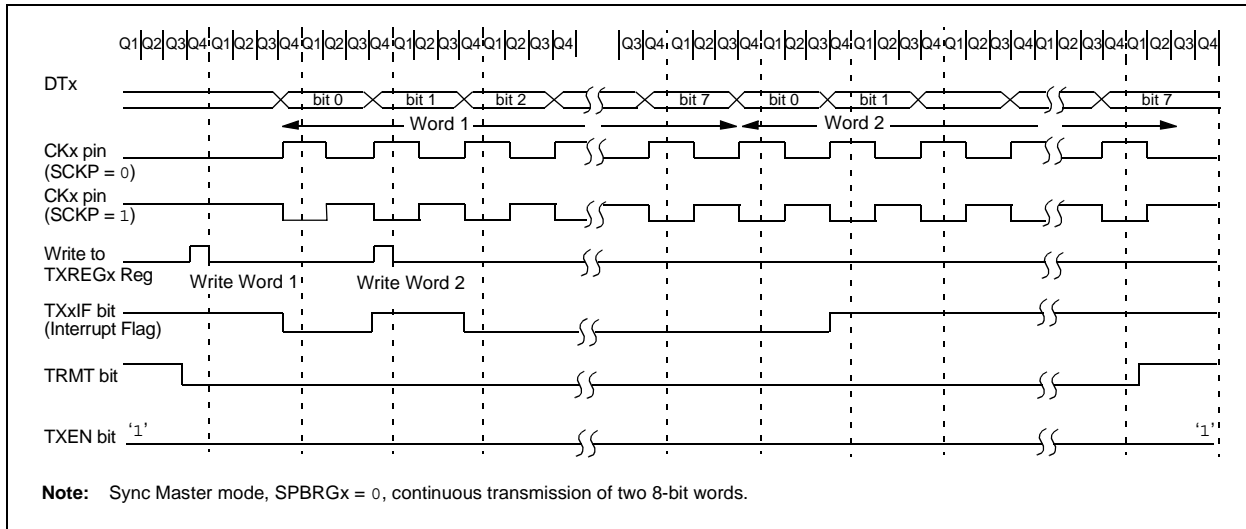 Q1 Q2 Q3 Q4 Q1 Q2 Q3 Q4 Q1 Q2 Q3 Q4 Q1 Q2 Q3 Q4 Q1 Q2 Q3 Q4 Q3 Q4 Q1 Q2 Q3 Q4 Q1 Q2 Q3 Q4 Q1 Q2 Q3 Q4 Q1 Q2 Q3 Q4 Q1 Q2 Q3 Q4 Q1 Q2 Q3 Q4
DTx
bit 0 bit 1 bit 2 bit 7 bit 0 bit 1 bit 7
Word 1 Word 2
CKx pin
(SCKP = 0)
CKx pin
(SCKP = 1)
Write to
TXREGx Reg
Write Word 1 Write Word 2
TXxIF bit
(Interrupt Flag)
TRMT bit
TXEN bit '1' '1'
Note: Sync Master mode, SPBRGx = 0, continuous transmission of two 8-bit words.